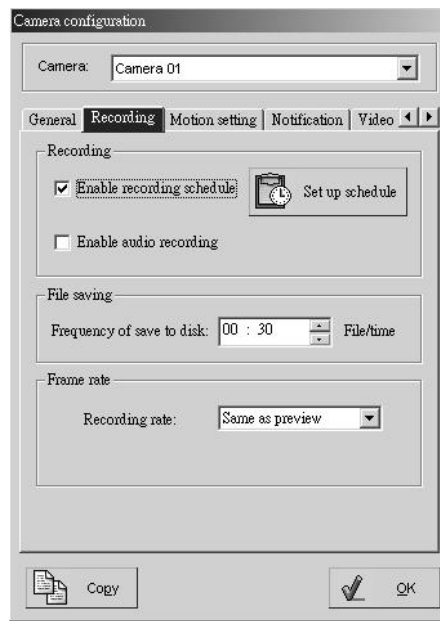 Camera configuration
Camera: Camera 01
General Recording Motion setting Notification Video
Recording
Enable recording schedule Set up schedule
Enable audio recording
File saving
Frequency of save to disk: 00 : 30 File/time
Frame rate
Recording rate: Same as preview
Copy OK